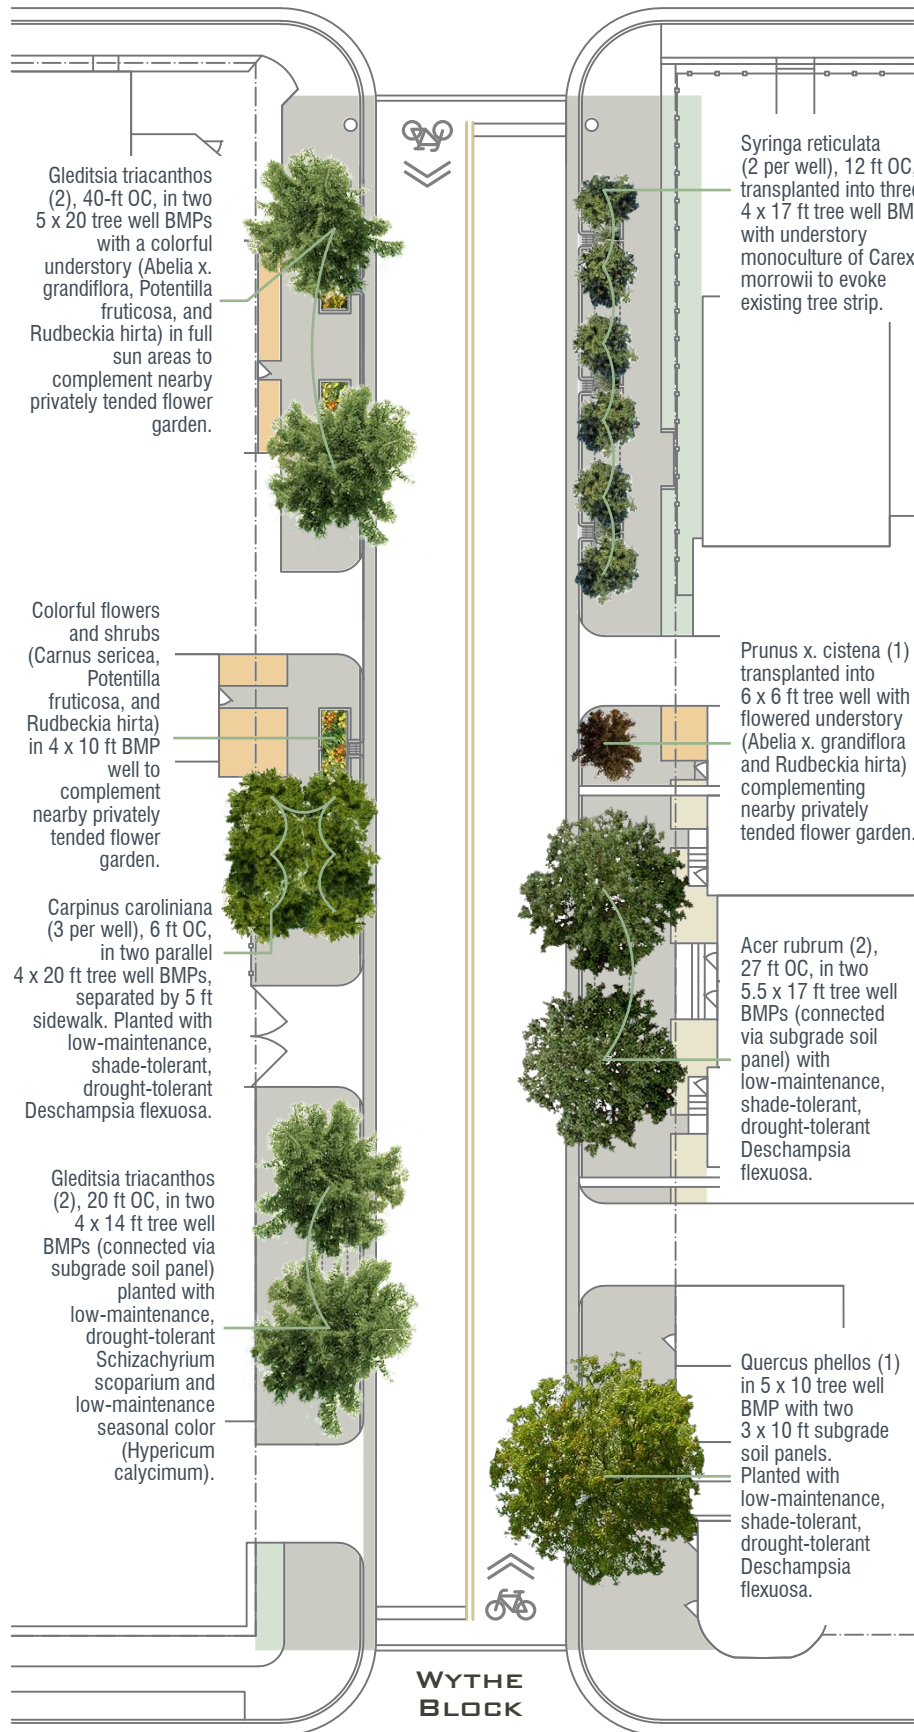 Gleditsia triacanthos
(2), 40-ft OC, in two
5 x 20 tree well BMPs
with a colorful
understory (Abelia x.
grandiflora, Potentilla
fruticosa, and
Rudbeckia hirta) in full
sun areas to
complement nearby
privately tended flower
garden.
Colorful flowers
and shrubs
(Carnus sericea,
Potentilla
fruticosa, and
Rudbeckia hirta)
in 4 x 10 ft BMP
well to
complement
nearby privately
tended flower
garden.
Carpinus caroliniana
(3 per well), 6 ft OC,
in two parallel
4 x 20 ft tree well BMPs,
separated by 5 ft
sidewalk. Planted with
low-maintenance,
shade-tolerant,
drought-tolerant
Deschampsia flexuosa.
Gleditsia triacanthos
(2), 20 ft OC, in two
4 x 14 ft tree well
BMPs (connected via
subgrade soil panel)
planted with
low-maintenance,
drought-tolerant
Schizachyrium
scoparium and
low-maintenance
seasonal color
(Hypericum
calycimum).
Syringa reticulata
(2 per well), 12 ft OC,
transplanted into three
4 x 17 ft tree well BM
with understory
monoculture of Carex
morrowii to evoke
existing tree strip.
Prunus x. cistena (1)
transplanted into
6 x 6 ft tree well with
flowered understory
(Abelia x. grandiflora
and Rudbeckia hirta)
complementing
nearby privately
tended flower garden.
Acer rubrum (2),
27 ft OC, in two
5.5 x 17 ft tree well
BMPs (connected
via subgrade soil
panel) with
low-maintenance,
shade-tolerant,
drought-tolerant
Deschampsia
flexuosa.
Quercus phellos (1)
in 5 x 10 tree well
BMP with two
3 x 10 ft subgrade
soil panels.
Planted with
low-maintenance,
shade-tolerant,
drought-tolerant
Deschampsia
flexuosa.
WYTHE
BLOCK